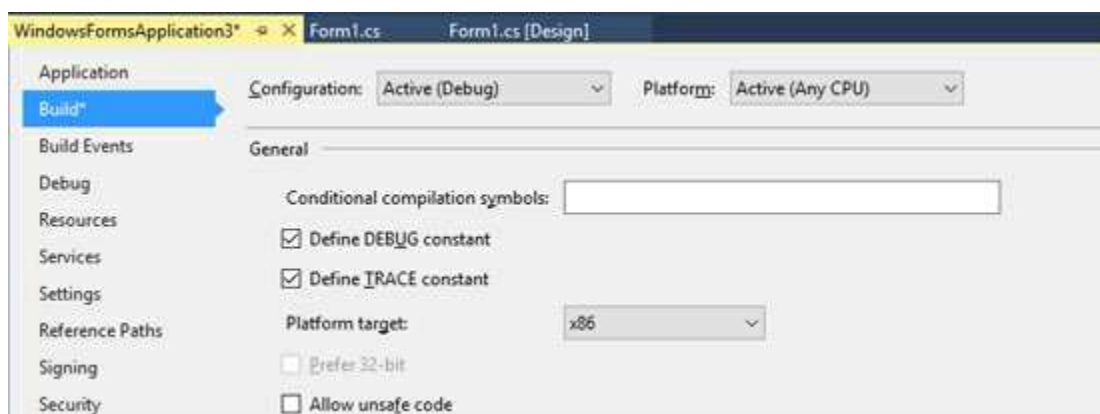 WindowsFormsApplication3* Form1.cs Form1.cs [Design]
Application
Build*
Build Events
Debug
Resources
Services
Settings
Reference Paths
Signing
Security
Configuration: Active (Debug) Platform: Active (Any CPU)
General
Conditional compilation symbols:
Define DEBUG constant
Define TRACE constant
Platform target: x86
Prefer 32-bit
Allow unsafe code